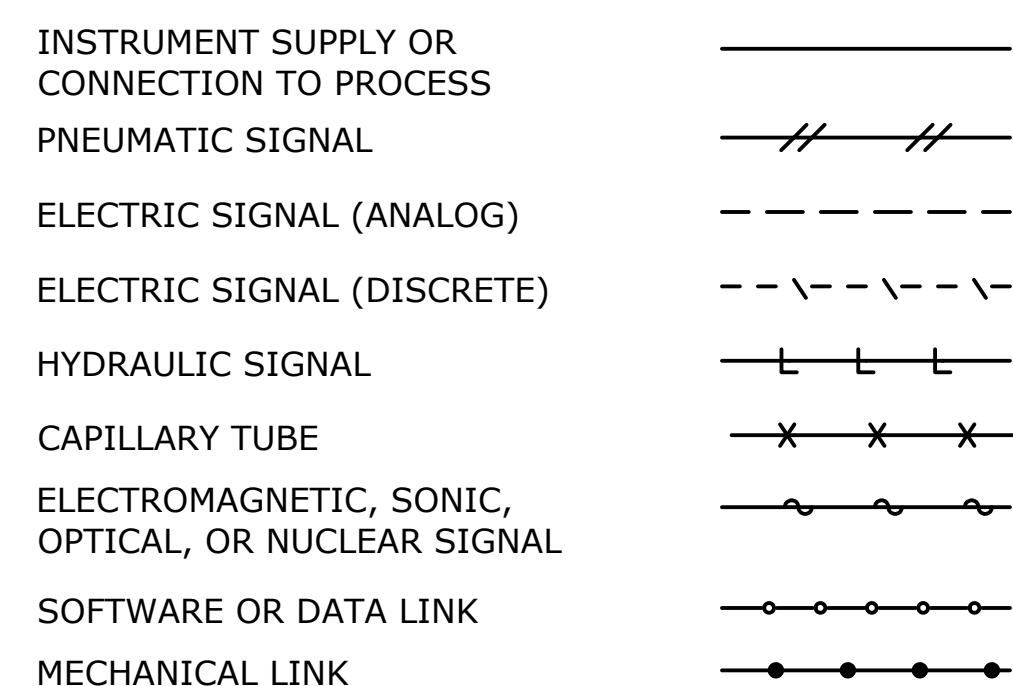 INSTRUMENT SUPPLY OR
CONNECTION TO PROCESS
PNEUMATIC SIGNAL
ELECTRIC SIGNAL (ANALOG)
ELECTRIC SIGNAL (DISCRETE)
HYDRAULIC SIGNAL
CAPILLARY TUBE
ELECTROMAGNETIC, SONIC,
OPTICAL, OR NUCLEAR SIGNAL
SOFTWARE OR DATA LINK
MECHANICAL LINK